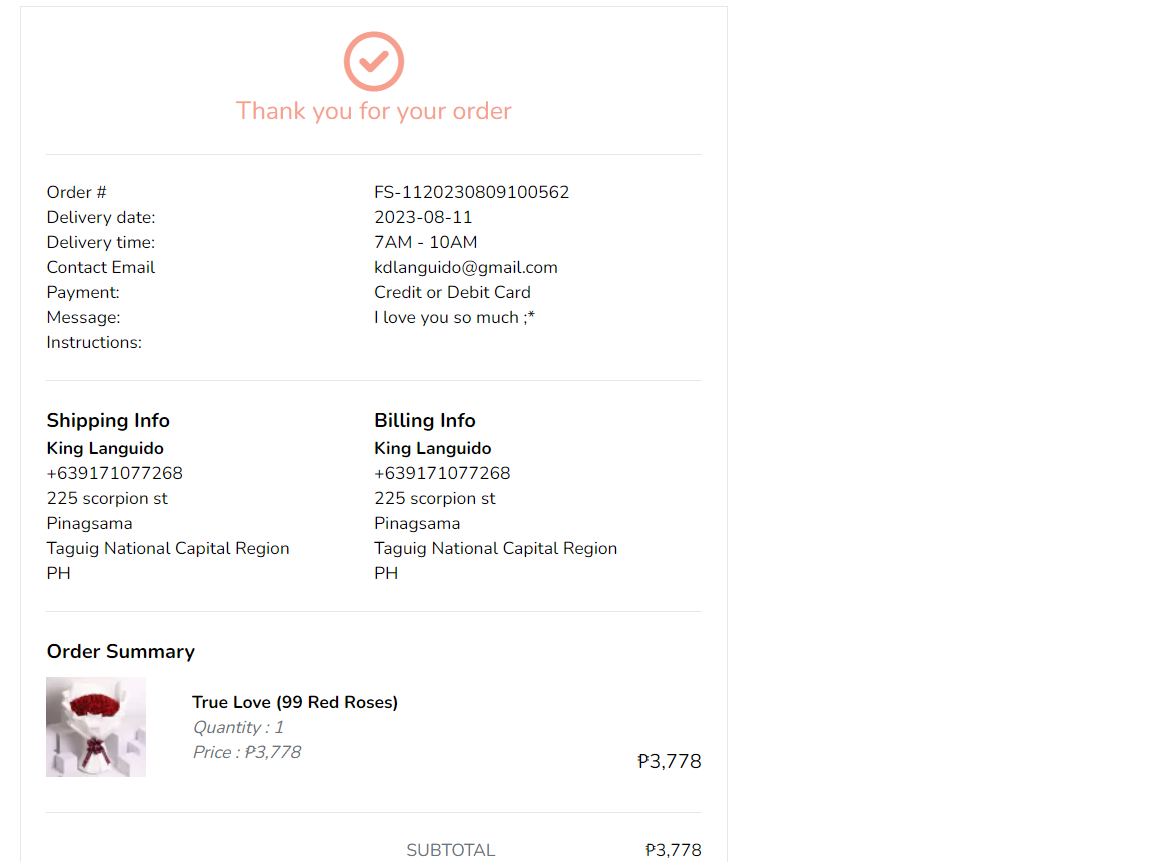 Thank you for your order
Order # FS-1120230809100562
Delivery date: 2023-08-11
Delivery time: 7AM - 10AM
Contact Email kdlanguido@gmail.com
Payment: Credit or Debit Card
Message: I love you so much ;*
Instructions:
Shipping Info Billing Info
King Languido King Languido
+639171077268 +639171077268
225 scorpion st 225 scorpion st
Pinagsama Pinagsama
Taguig National Capital Region Taguig National Capital Region
PH PH
Order Summary
True Love (99 Red Roses)
Quantity : 1
Price : ₱3,778
₱3,778
SUBTOTAL ₱3,778